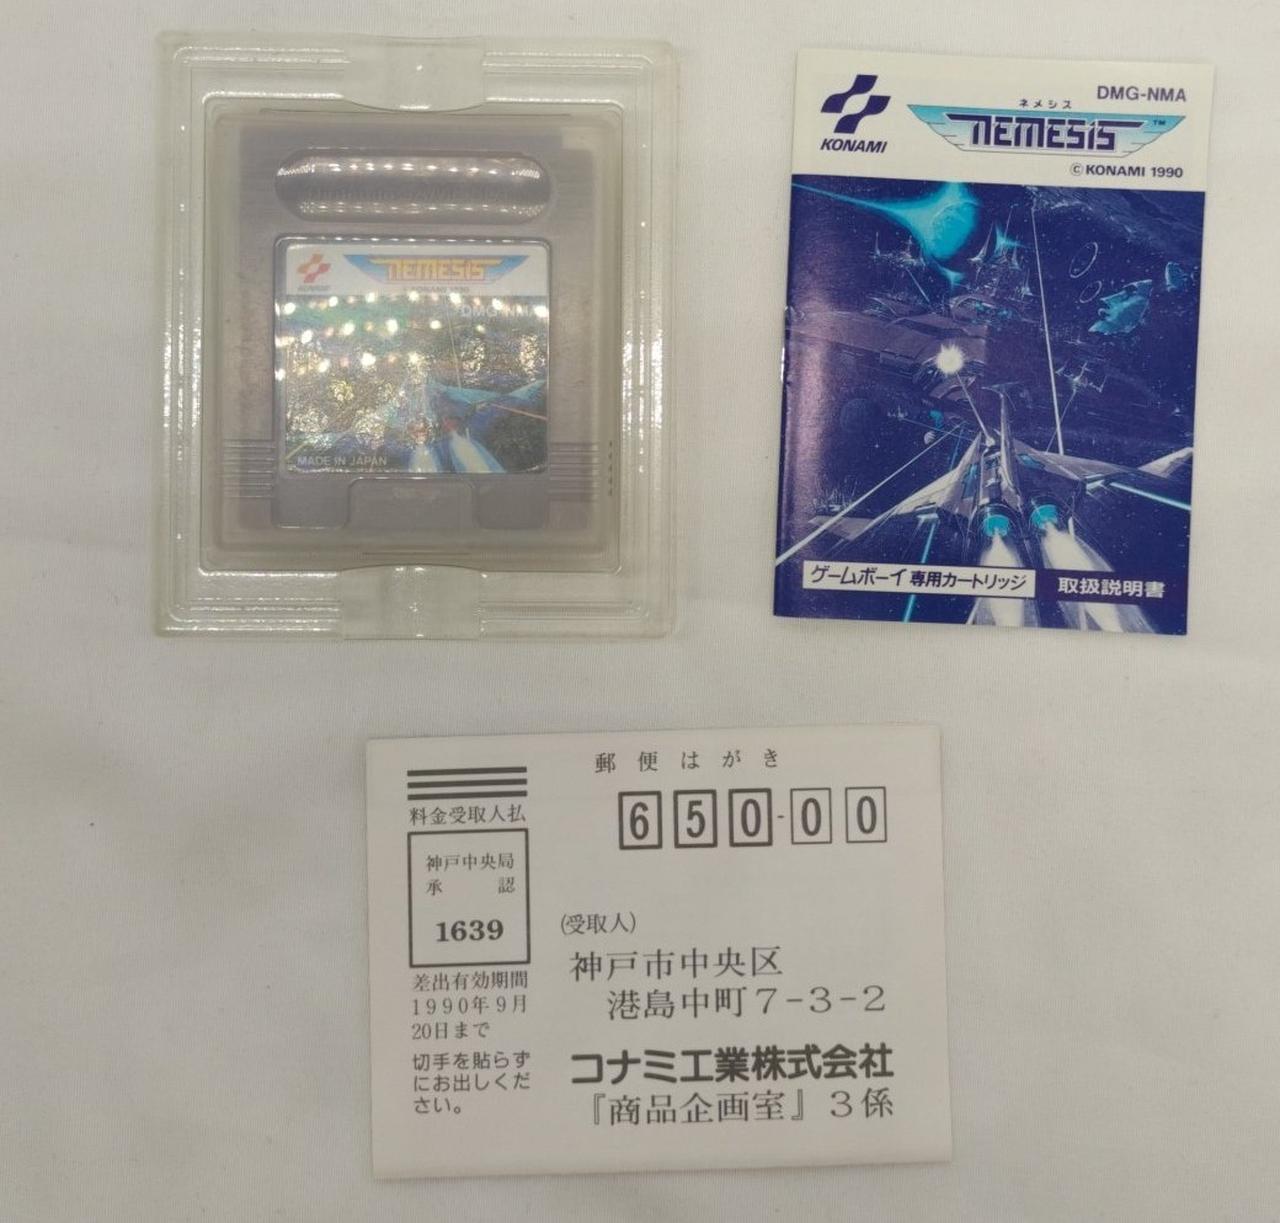 KONAMI
NEMESIS
© KONAMI 1990
DMG-NMA
MADE IN JAPAN
KONAMI
DMG-NMA
ネメシス
NEMESIS™
©KONAMI 1990
ゲームボーイ専用カートリッジ
取扱説明書
郵便はがき
650-00
料金受取人払
神戸中央局
承認
1639
差出有効期間
1990年9月
20日まで
切手を貼らず
にお出しくだ
さい。
(受取人)
神戸市中央区
港島中町7-3-2
コナミ工業株式会社
『商品企画室』3係